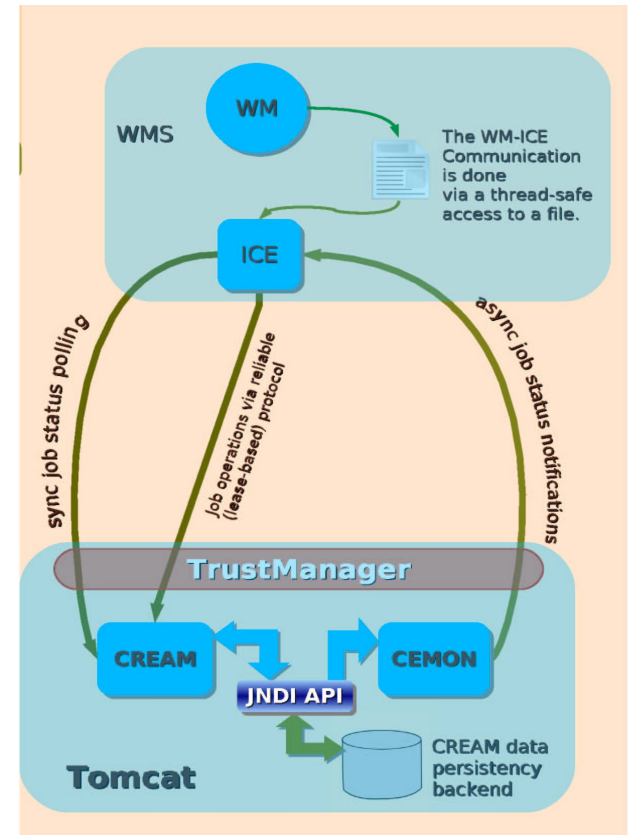 WM
WMS
The WM-ICE
Communication
is done
via a thread-safe
access to a file.
ICE
sync job status polling
Job operations via reliable
(lease-based) protocol
async job status notifications
TrustManager
CREAM
CEMON
JNDI API
CREAM data
persistency
backend
Tomcat